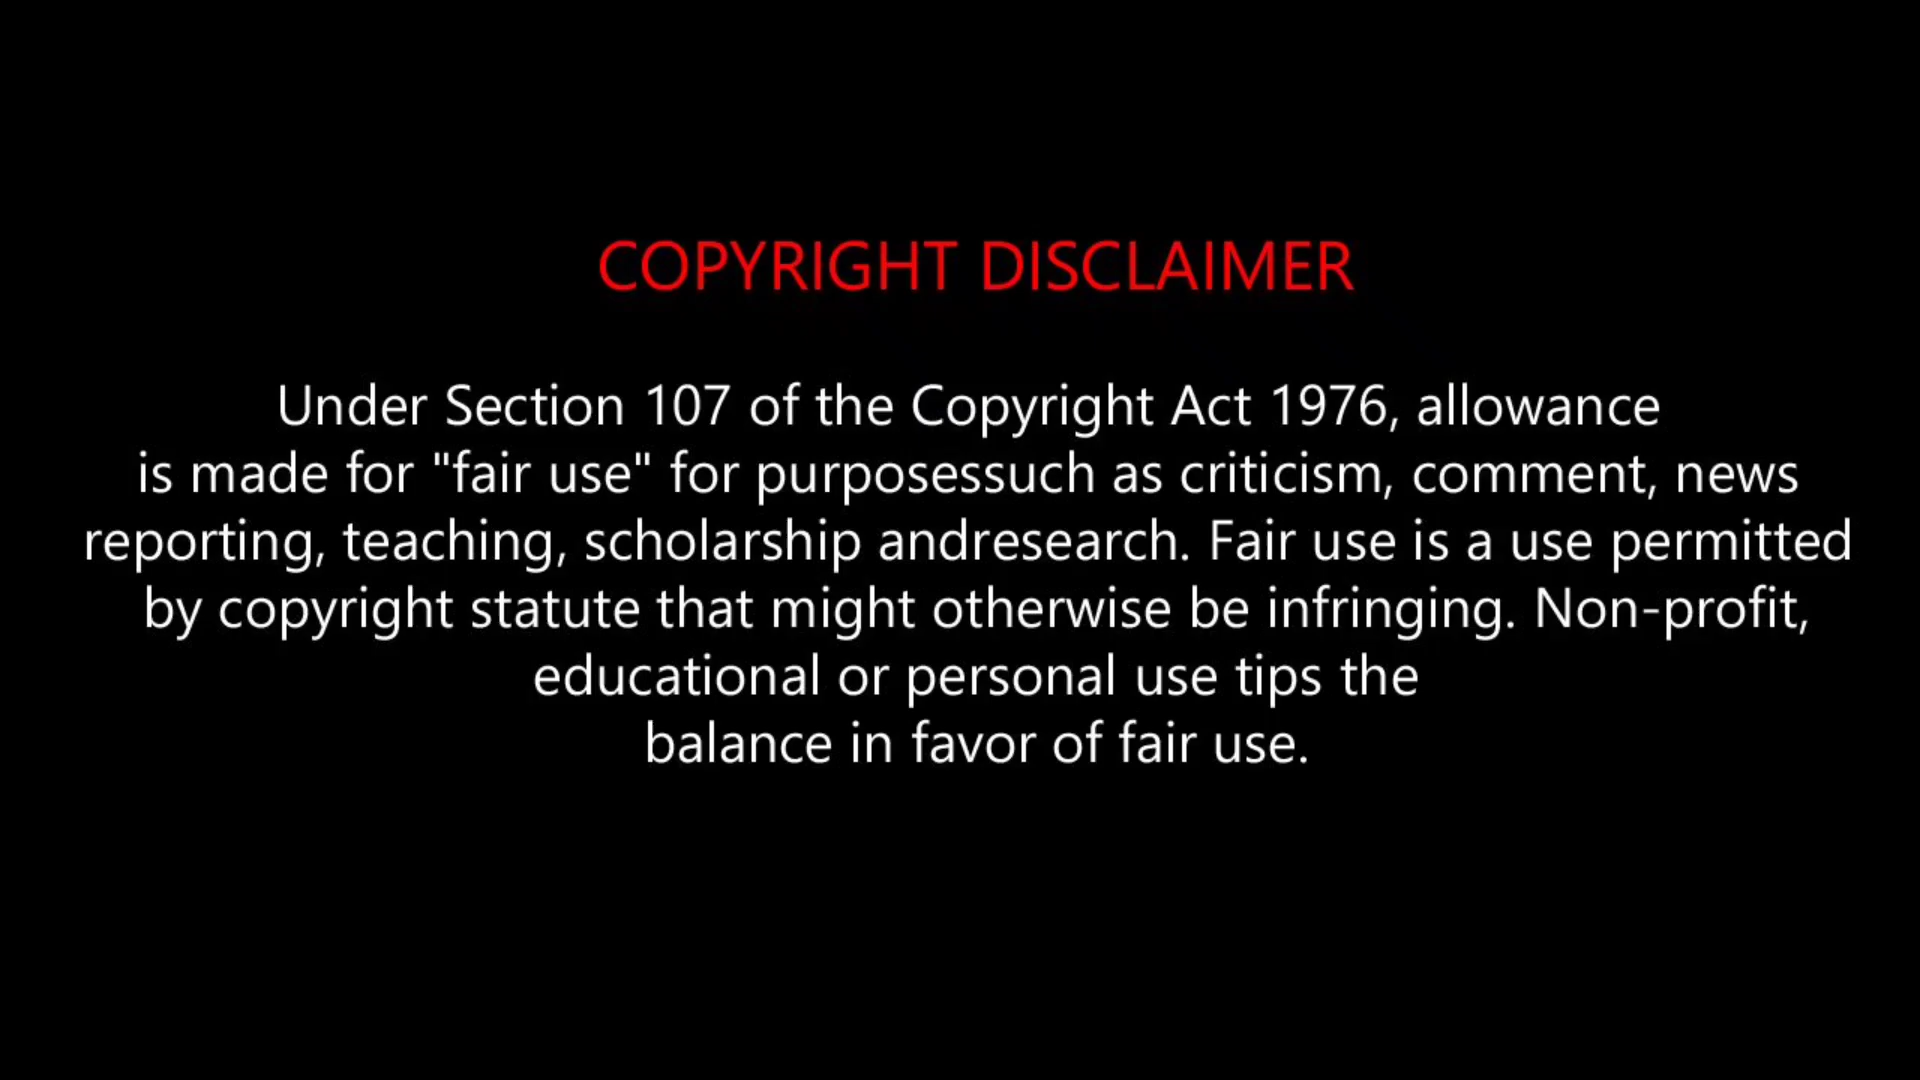 COPYRIGHT DISCLAIMER
Under Section 107 of the Copyright Act 1976, allowance
is made for "fair use" for purposessuch as criticism, comment, news
reporting, teaching, scholarship andresearch. Fair use is a use permitted
by copyright statute that might otherwise be infringing. Non-profit,
educational or personal use tips the
balance in favor of fair use.